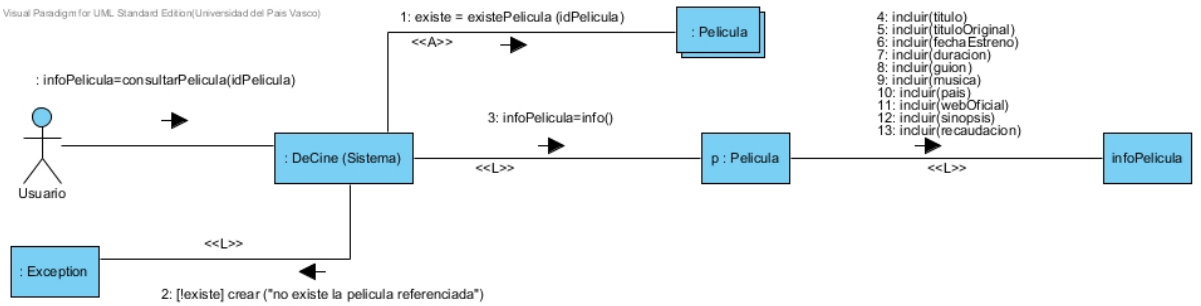 Visual Paradigm for UML Standard Edition(Universidad del Pais Vasco)
1: existe = existePelicula (idPelicula)
<<A>>
: Pelicula
4: incluir(titulo)
5: incluir(tituloOriginal)
6: incluir(fechaEstreno)
7: incluir(duracion)
8: incluir(guion)
9: incluir(musica)
10: incluir(pais)
11: incluir(webOficial)
12: incluir(sinopsis)
13: incluir(recaudacion)
: infoPelicula=consultarPelicula(idPelicula)
3: infoPelicula=info()
: DeCine (Sistema)
<<L>>
p : Pelicula
<<L>>
infoPelicula
Usuario
<<L>>
: Exception
2: [!existe] crear ("no existe la pelicula referenciada")